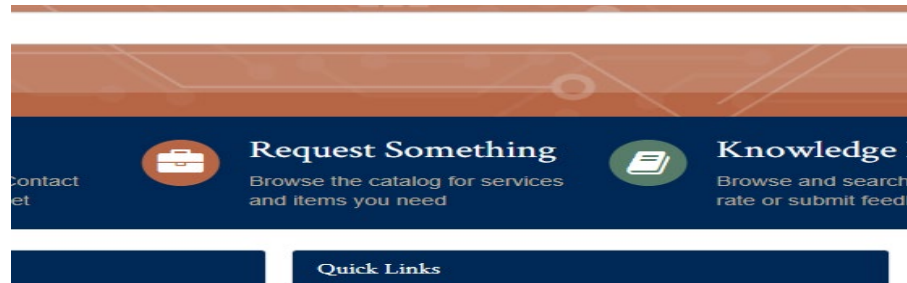 Request Something
Knowledge
Contact
Browse the catalog for services
Browse and search
et
and items you need
rate or submit
Quick Links